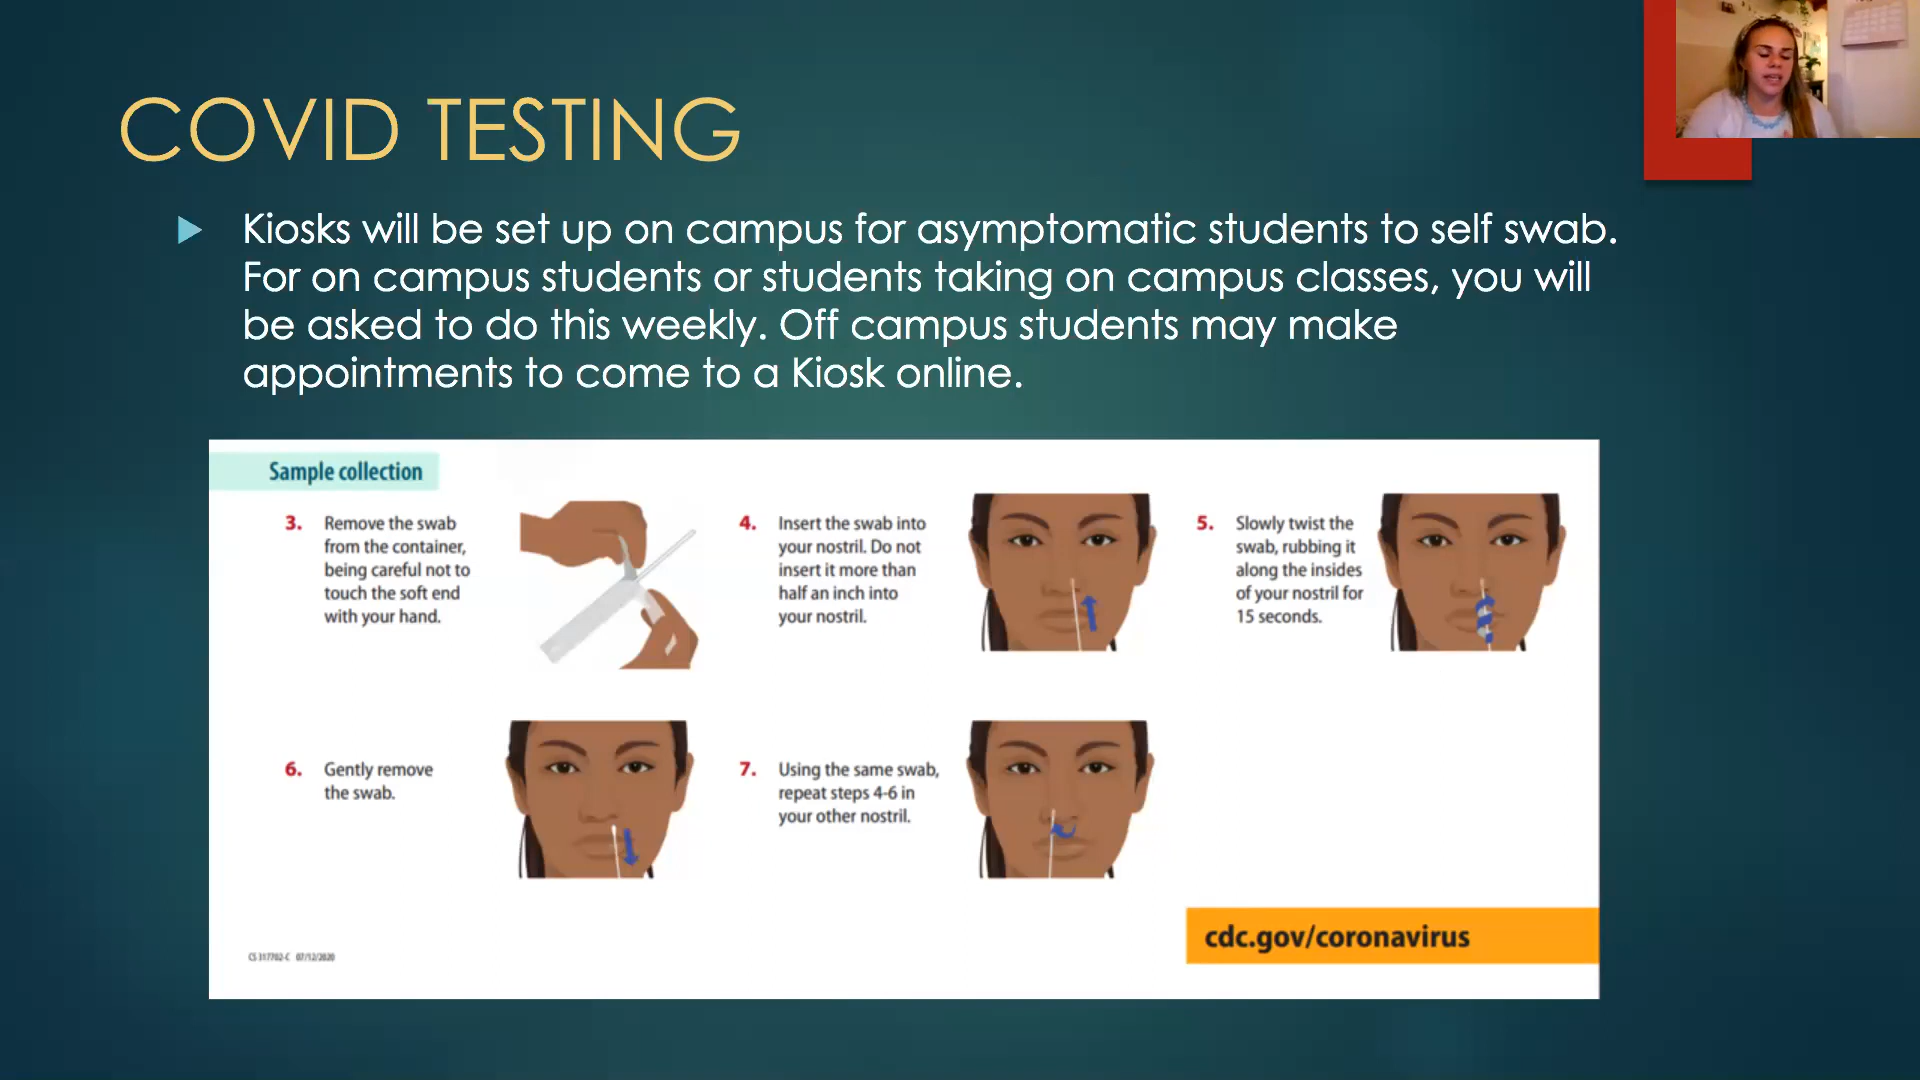 COVID TESTING
Kiosks will be set up on campus for asymptomatic students to self swab.
For on campus students or students taking on campus classes, you will
be asked to do this weekly. Off campus students may make
appointments to come to a Kiosk online.
Sample collection
3. Remove the swab
from the container,
being careful not to
touch the soft end
with your hand.
4. Insert the swab into
your nostril. Do not
insert it more than
half an inch into
your nostril.
5. Slowly twist the
swab, rubbing it
along the insides
of your nostril for
15 seconds.
6. Gently remove
the swab.
7. Using the same swab,
repeat steps 4-6 in
your other nostril.
cdc.gov/coronavirus
CS 317702-C 07/12/2020